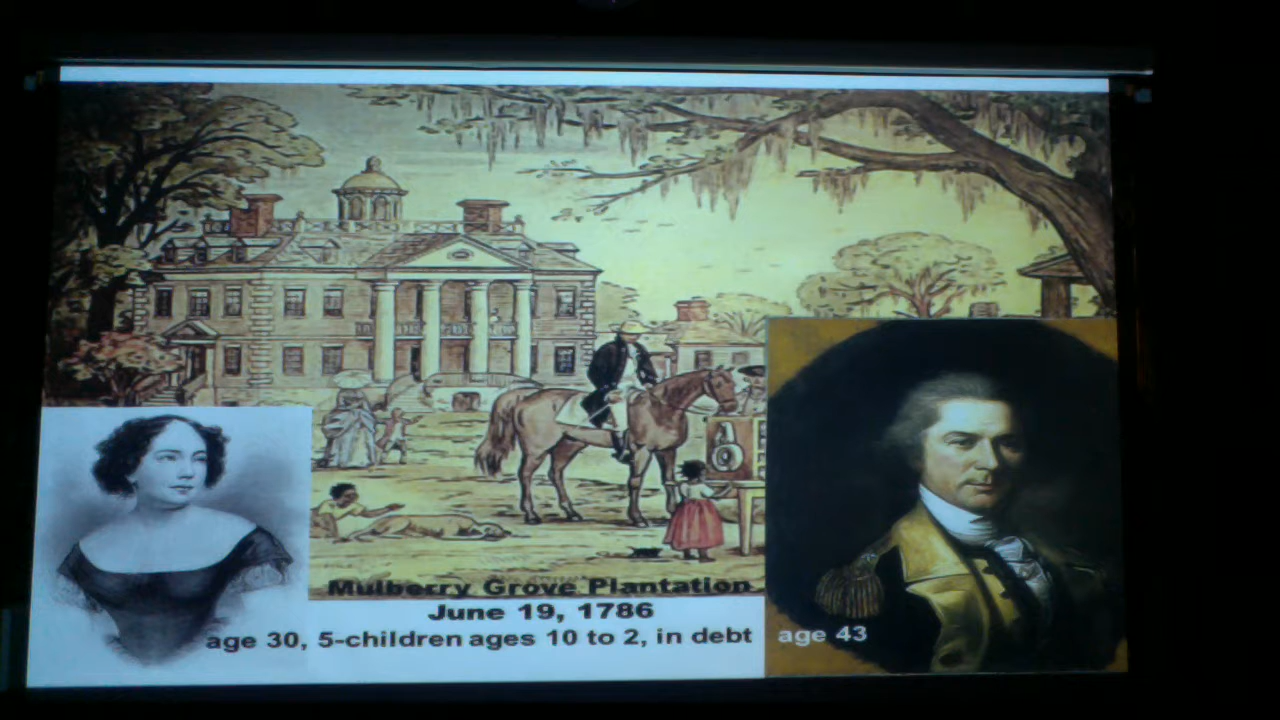 Mulberry Grove Plantation
June 19, 1786
age 30, 5-children ages 10 to 2, in debt
age 43